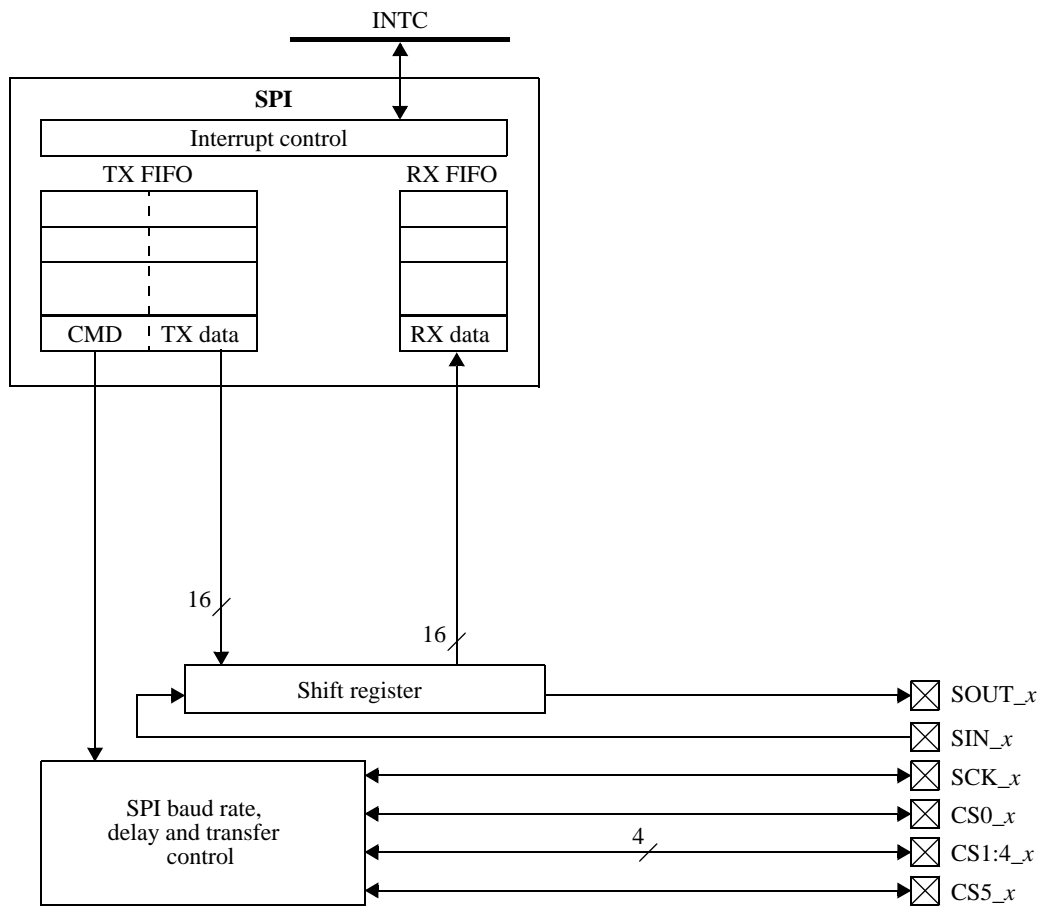 INTC
SPI
Interrupt control
TX FIFO
RX FIFO
CMD
TX data
RX data
16
16
Shift register
SOUT_x
SIN_x
SCK_x
SPI baud rate,
delay and transfer
control
CS0_x
4
CS1:4_x
CS5_x